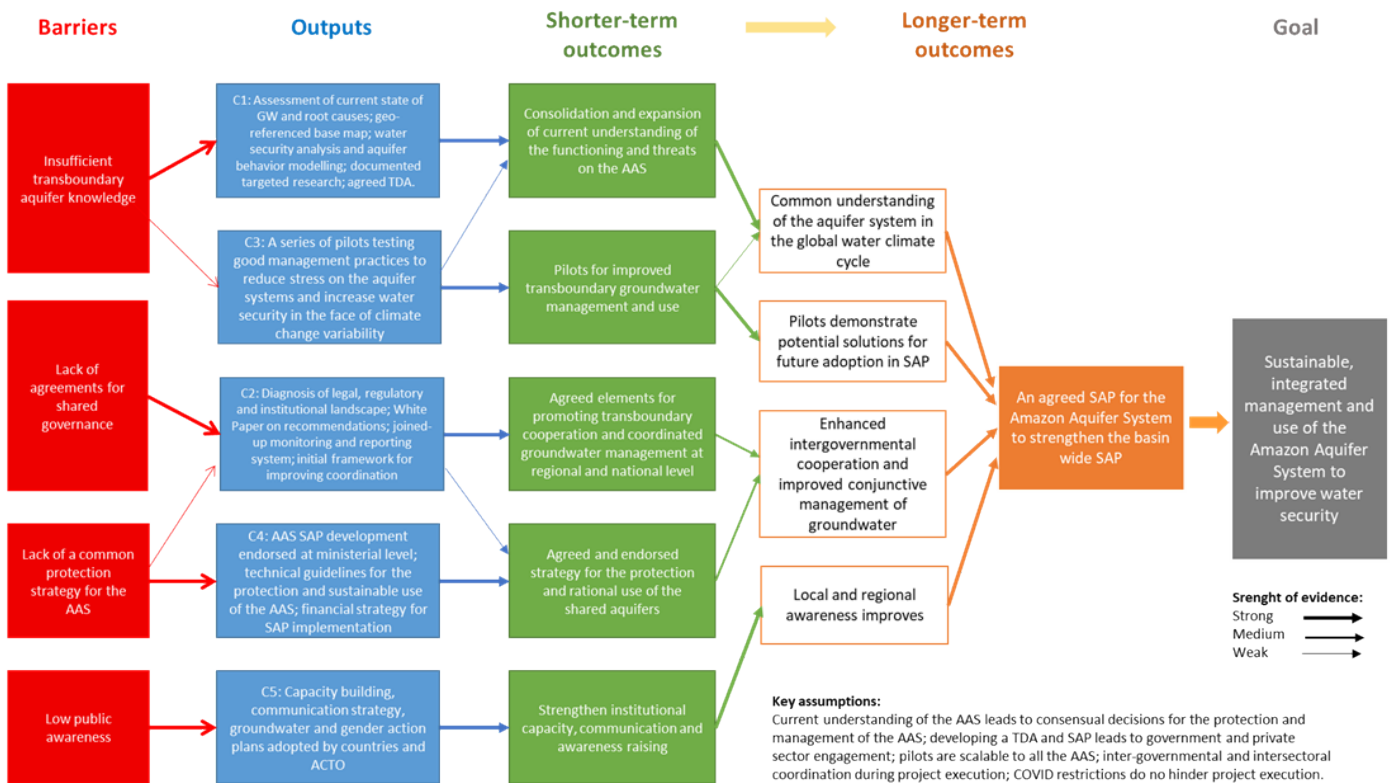 Barriers
Outputs
Shorter-term
outcomes
Longer-term
outcomes
Goal
Insufficient
transboundary
aquifer knowledge
Lack of
agreements for
shared
governance
Lack of a common
protection
strategy for the
AAS
Low public
awareness
C1: Assessment of current state of
GW and root causes; geo-
referenced base map; water
security analysis and aquifer
behavior modelling; documented
targeted research; agreed TDA.
C3: A series of pilots testing
good management practices to
reduce stress on the aquifer
systems and increase water
security in the face of climate
change variability
C2: Diagnosis of legal, regulatory
and institutional landscape; White
Paper on recommendations; joined-
up monitoring and reporting
system; initial framework for
improving coordination
C4: AAS SAP development
endorsed at ministerial level;
technical guidelines for the
protection and sustainable use
of the AAS; financial strategy for
SAP implementation
C5: Capacity building,
communication strategy,
groundwater and gender action
plans adopted by countries and
ACTO
Consolidation and expansion
of current understanding of
the functioning and threats
on the AAS
Pilots for improved
transboundary groundwater
management and use
Agreed elements for
promoting transboundary
cooperation and coordinated
groundwater management at
regional and national level
Agreed and endorsed
strategy for the protection
and rational use of the
shared aquifers
Strengthen institutional
capacity, communication and
awareness raising
Common understanding
of the aquifer system in
the global water climate
cycle
Pilots demonstrate
potential solutions for
future adoption in SAP
Enhanced
intergovernmental
cooperation and
improved conjunctive
management of
groundwater
Local and regional
awareness improves
An agreed SAP for the
Amazon Aquifer System
to strengthen the basin
wide SAP
Sustainable,
integrated
management and
use of the
Amazon Aquifer
System to
improve water
security
Strenght of evidence:
Strong
Medium
Weak
Key assumptions:
Current understanding of the AAS leads to consensual decisions for the protection and
management of the AAS; developing a TDA and SAP leads to government and private
sector engagement; pilots are scalable to all the AAS; inter-governmental and intersectoral
coordination during project execution; COVID restrictions do no hinder project execution.